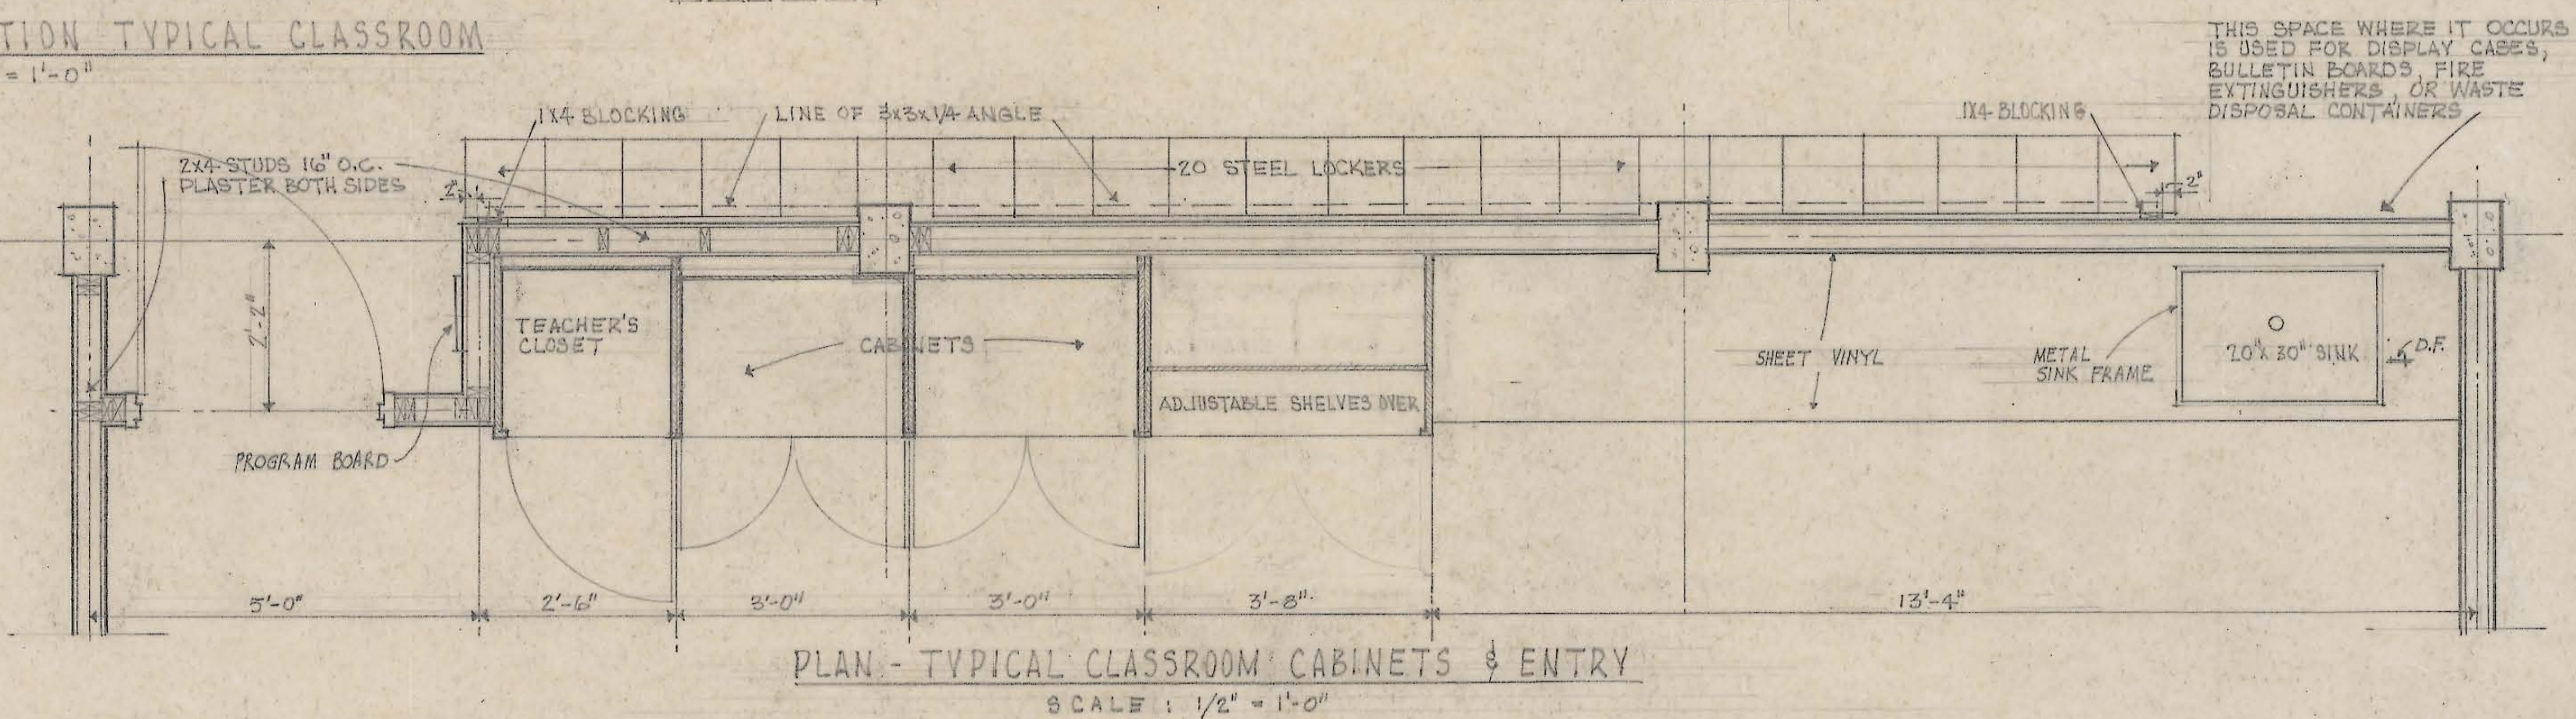 TION TYPICAL CLASSROOM
= 1'-0"
THIS SPACE WHERE IT OCCURS
IS USED FOR DISPLAY CASES,
BULLETIN BOARDS, FIRE
EXTINGUISHERS, OR WASTE
DISPOSAL CONTAINERS
1X4 BLOCKING
LINE OF 3x3x1/4 ANGLE
1X4 BLOCKING
2X4 STUDS 16" O.C.
PLASTER BOTH SIDES
20 STEEL LOCKERS
2"
2"
2'-2"
TEACHER'S
CLOSET
CABINETS
ADJUSTABLE SHELVES OVER
SHEET VINYL
METAL
SINK FRAME
20"x 30" SINK
D.F.
PROGRAM BOARD
5'-0"
2'-6"
3'-0"
3'-0"
3'-8"
13'-4"
PLAN - TYPICAL CLASSROOM CABINETS & ENTRY
SCALE : 1/2" = 1'-0"